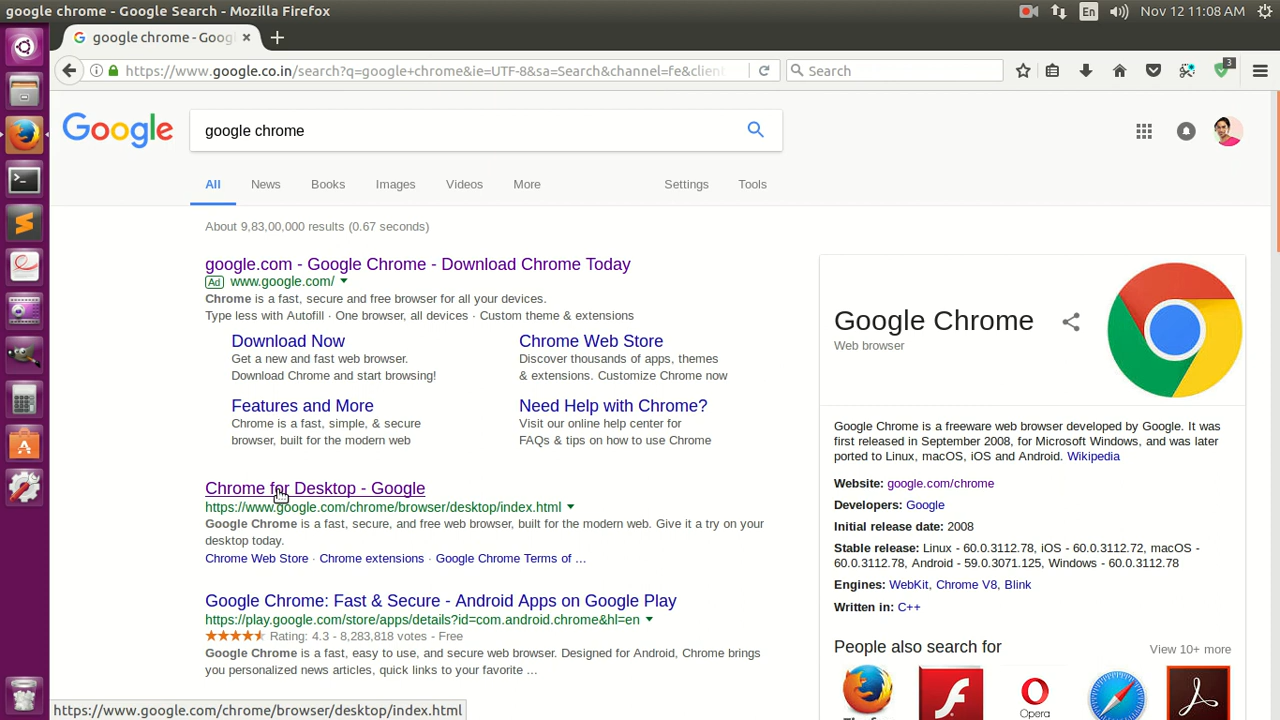 google chrome - Google Search - Mozilla Firefox
En
Nov 12 11:08 AM
google chrome - Goog
https://www.google.co.in/search?q=google+chrome&ie=UTF-8&sa=Search&channel=fe&client
Search
3
Google
google chrome
All News Books Images Videos More Settings Tools
About 9,83,00,000 results (0.67 seconds)
google.com - Google Chrome - Download Chrome Today
Ad www.google.com/
Chrome is a fast, secure and free browser for all your devices.
Type less with Autofill · One browser, all devices · Custom theme & extensions
Download Now
Get a new and fast web browser.
Download Chrome and start browsing!
Chrome Web Store
Discover thousands of apps, themes
& extensions. Customize Chrome now
Features and More
Chrome is a fast, simple, & secure
browser, built for the modern web
Need Help with Chrome?
Visit our online help center for
FAQs & tips on how to use Chrome
Chrome for Desktop - Google
https://www.google.com/chrome/browser/desktop/index.html
Google Chrome is a fast, secure, and free web browser, built for the modern web. Give it a try on your
desktop today.
Chrome Web Store · Chrome extensions · Google Chrome Terms of ...
Google Chrome: Fast & Secure - Android Apps on Google Play
https://play.google.com/store/apps/details?id=com.android.chrome&hl=en
Rating: 4.3 - 8,283,818 votes - Free
Google Chrome is a fast, easy to use, and secure web browser. Designed for Android, Chrome brings
you personalized news articles, quick links to your favorite ...
Google Chrome
Web browser
Google Chrome is a freeware web browser developed by Google. It was
first released in September 2008, for Microsoft Windows, and was later
ported to Linux, macOS, iOS and Android. Wikipedia
Website: google.com/chrome
Developers: Google
Initial release date: 2008
Stable release: Linux - 60.0.3112.78, iOS - 60.0.3112.72, macOS -
60.0.3112.78, Android - 59.0.3071.125, Windows - 60.0.3112.78
Engines: WebKit, Chrome V8, Blink
Written in: C++
People also search for
View 10+ more
Opera
https://www.google.com/chrome/browser/desktop/index.html